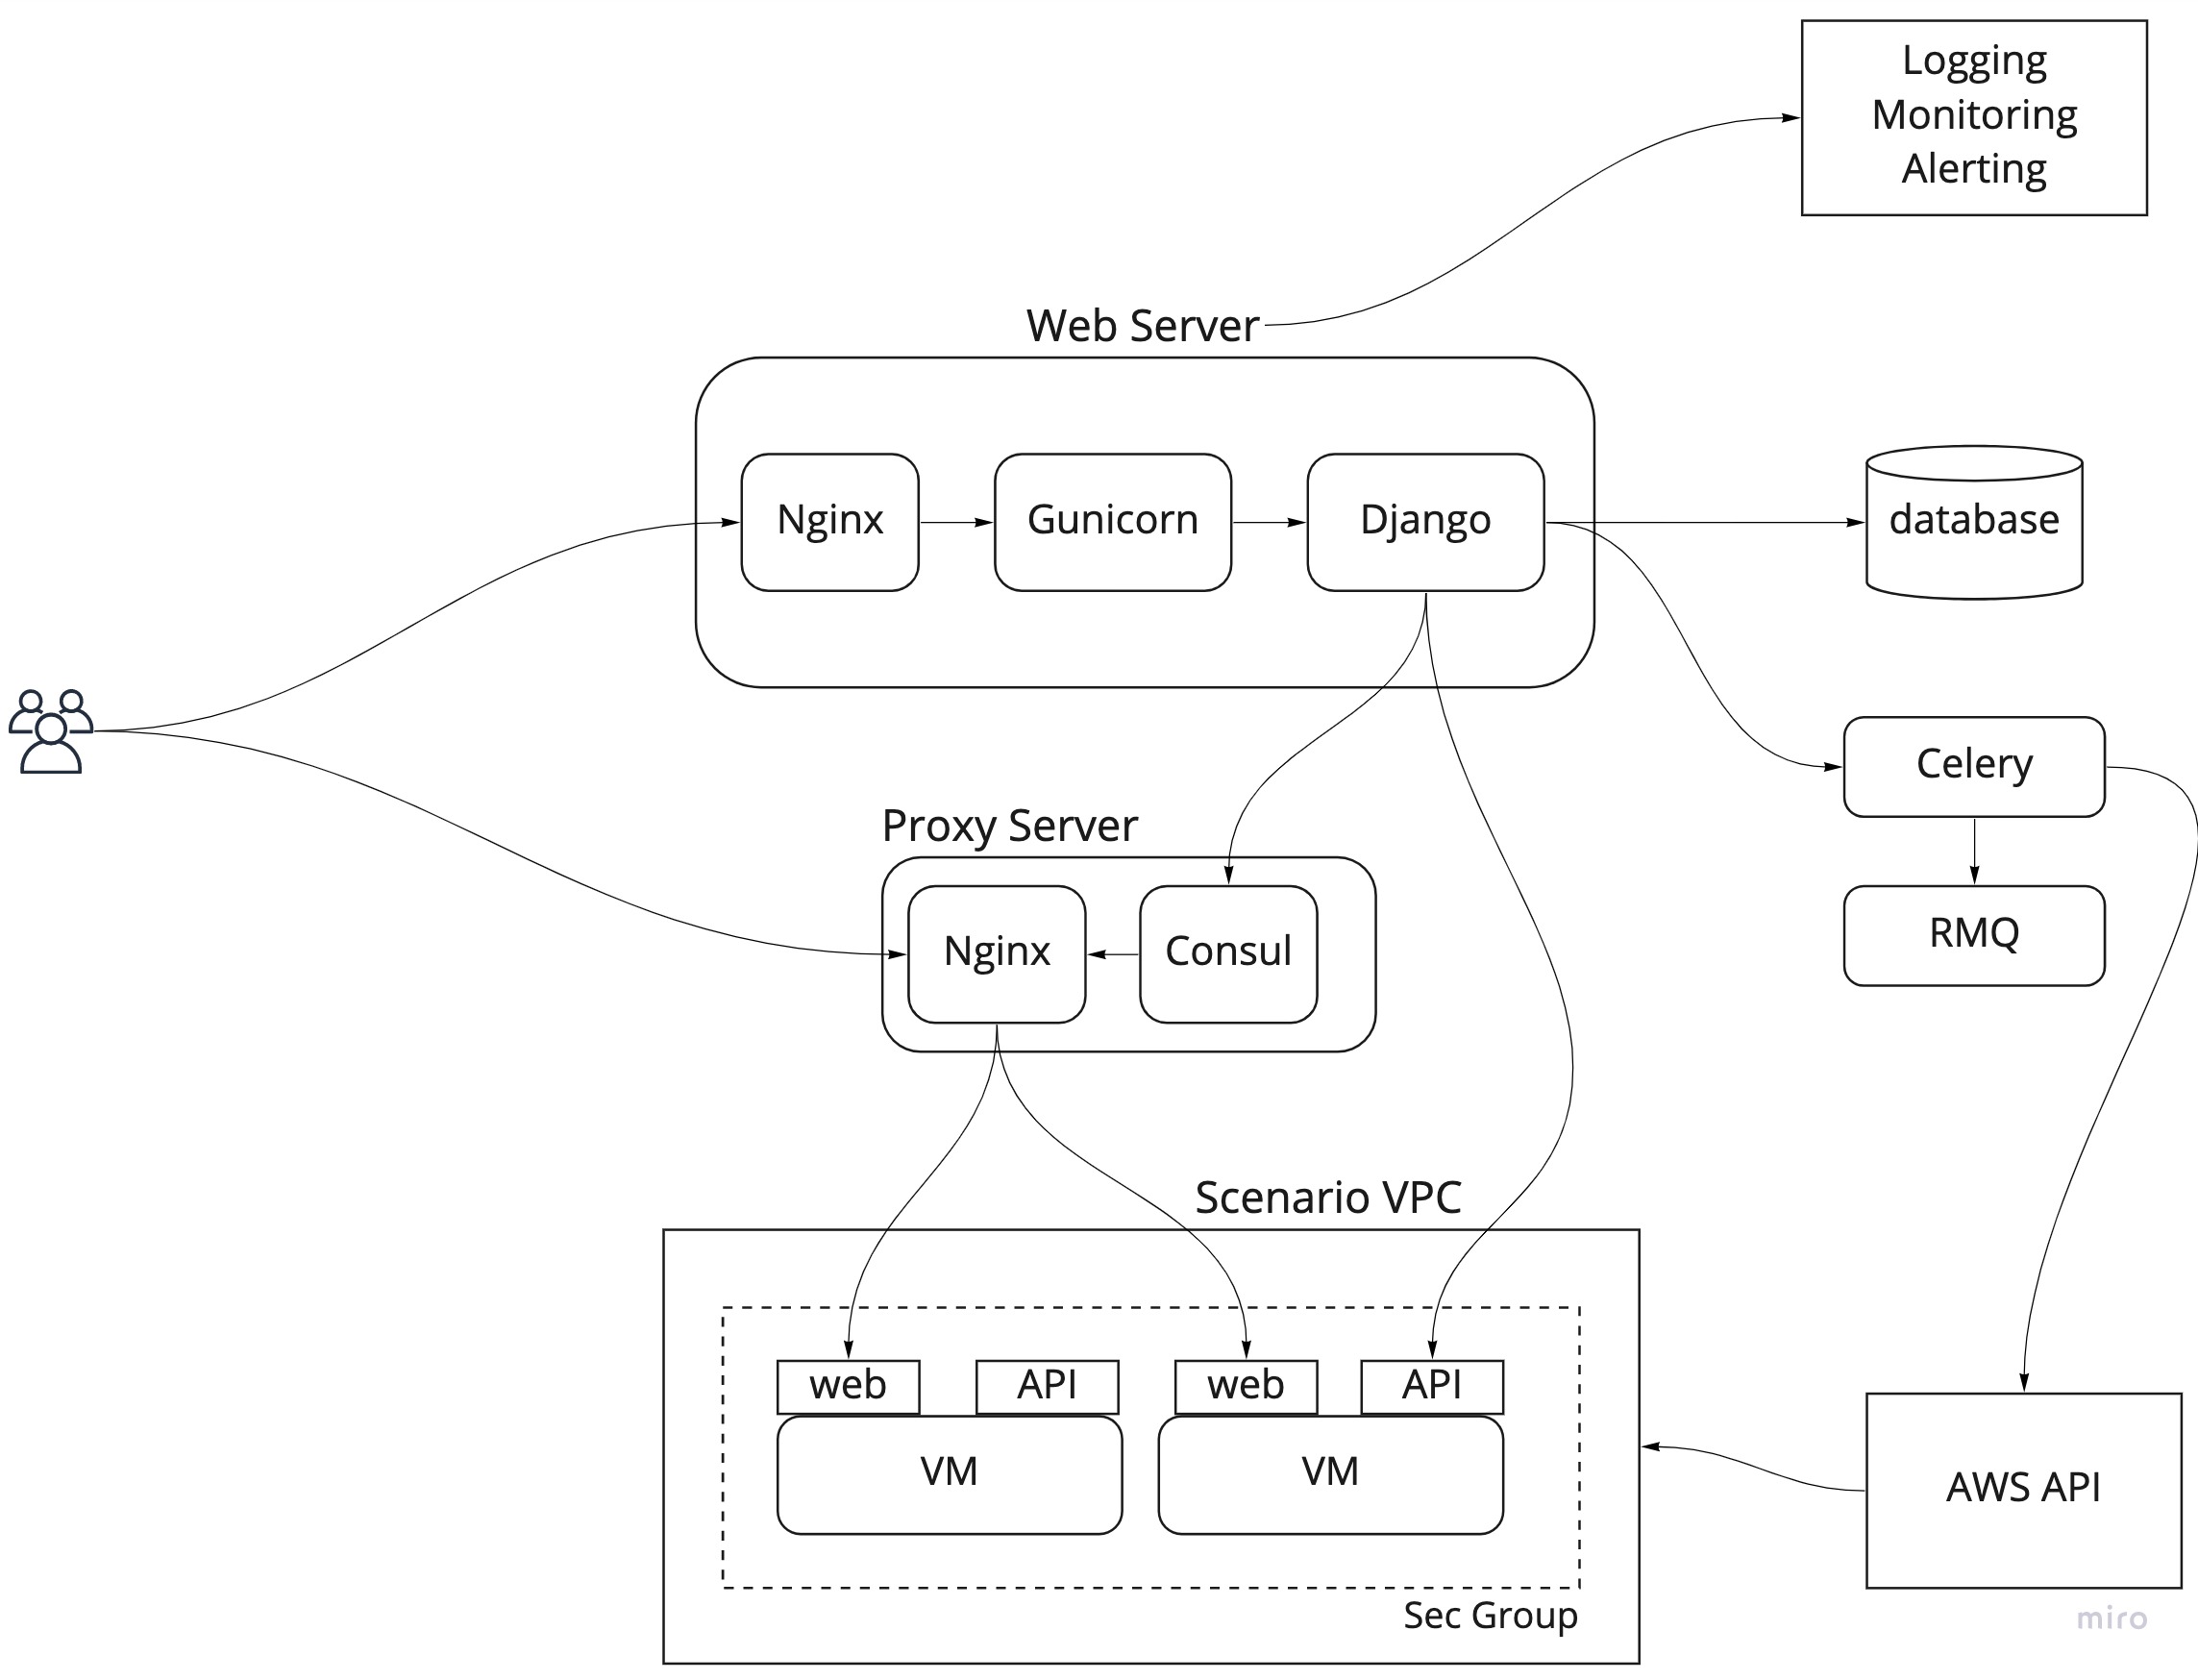 Logging
Monitoring
Alerting
Web Server
Nginx
Gunicorn
Django
database
Celery
Proxy Server
Nginx
Consul
RMQ
Scenario VPC
web
API
web
API
VM
VM
AWS API
Sec Group
miro